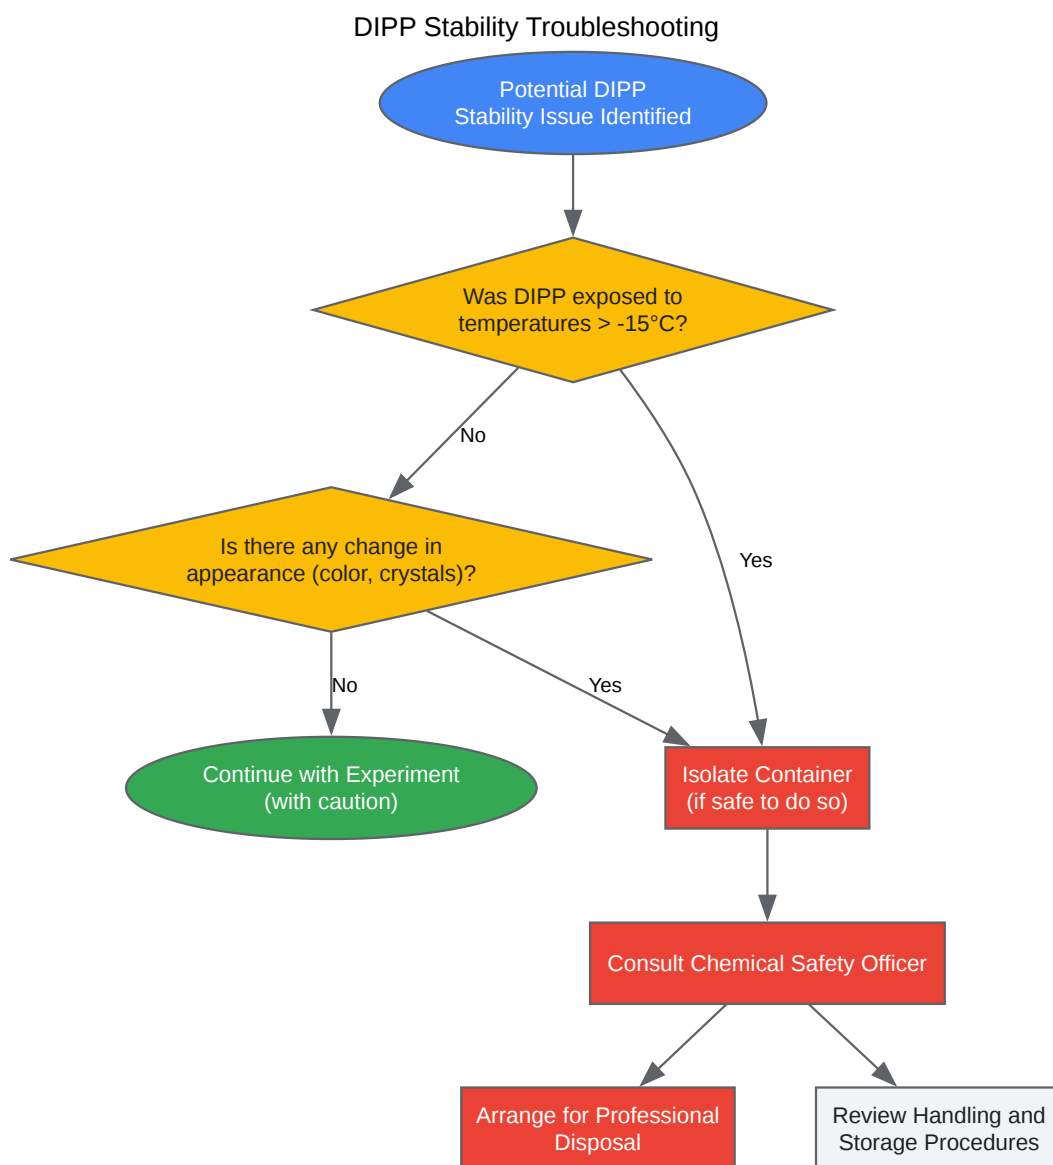 DIPP Stability Troubleshooting
Potential DIPP
Stability Issue Identified
Was DIPP exposed to
temperatures > -15°C?
No
Yes
Is there any change in
appearance (color, crystals)?
No
Yes
Continue with Experiment
(with caution)
Isolate Container
(if safe to do so)
Consult Chemical Safety Officer
Arrange for Professional
Disposal
Review Handling and
Storage Procedures